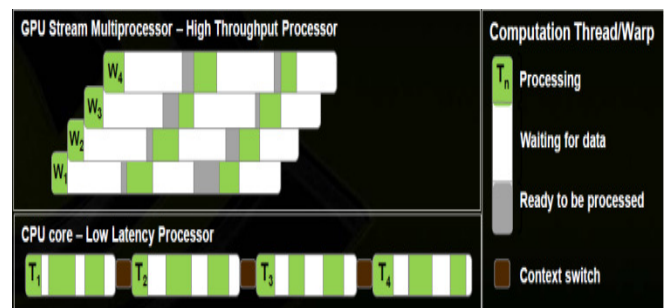 GPU Stream Multiprocessor – High Throughput Processor
W4
W3
W2
W1
CPU core – Low Latency Processor
T1
T2
T3
T4
Computation Thread/Warp
Tn
Processing
Waiting for data
Ready to be processed
Context switch